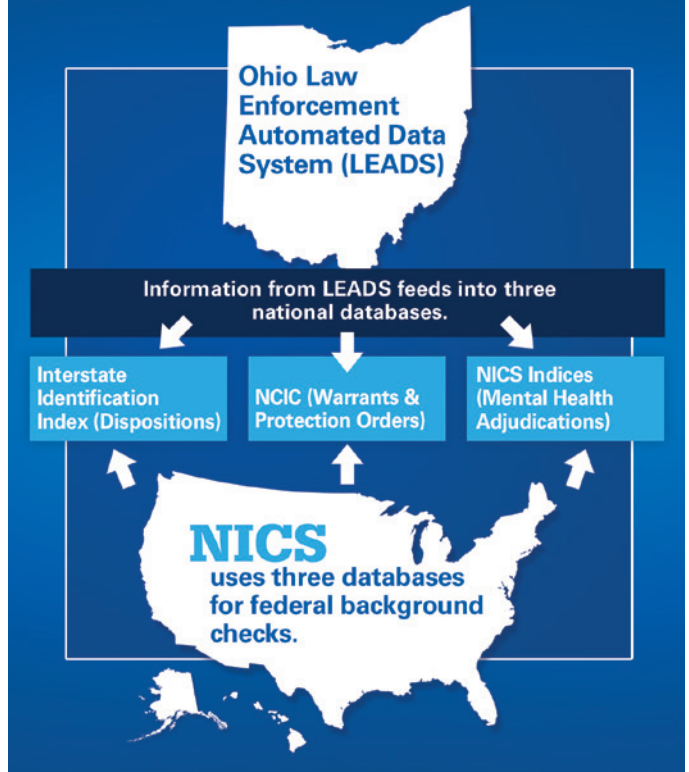 Ohio Law
Enforcement
Automated Data
System (LEADS)
Information from LEADS feeds into three
national databases.
Interstate
Identification
Index (Dispositions)
NCIC (Warrants &
Protection Orders)
NICS Indices
(Mental Health
Adjudications)
NICS
uses three databases
for federal background
checks.